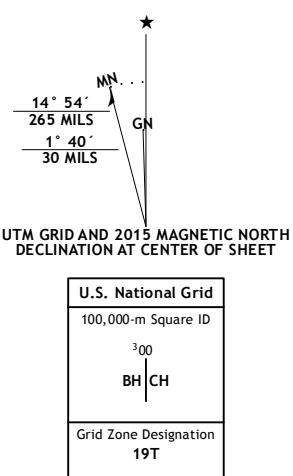 ★
MN
14° 54´
265 MILS
GN
1° 40´
30 MILS
UTM GRID AND 2015 MAGNETIC NORTH
DECLINATION AT CENTER OF SHEET
U.S. National Grid
100,000-m Square ID
³00
BH CH
Grid Zone Designation
19T